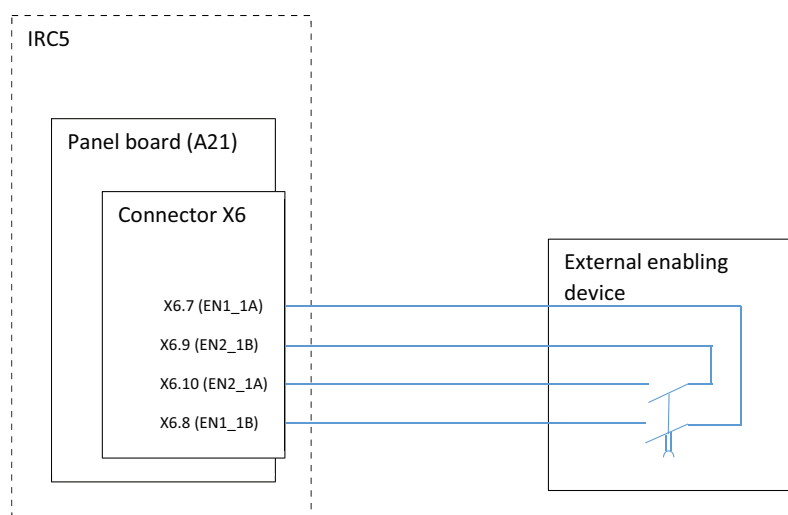 IRC5
Panel board (A21)
Connector X6
External enabling
device
X6.7 (EN1_1A)
X6.9 (EN2_1B)
X6.10 (EN2_1A)
X6.8 (EN1_1B)